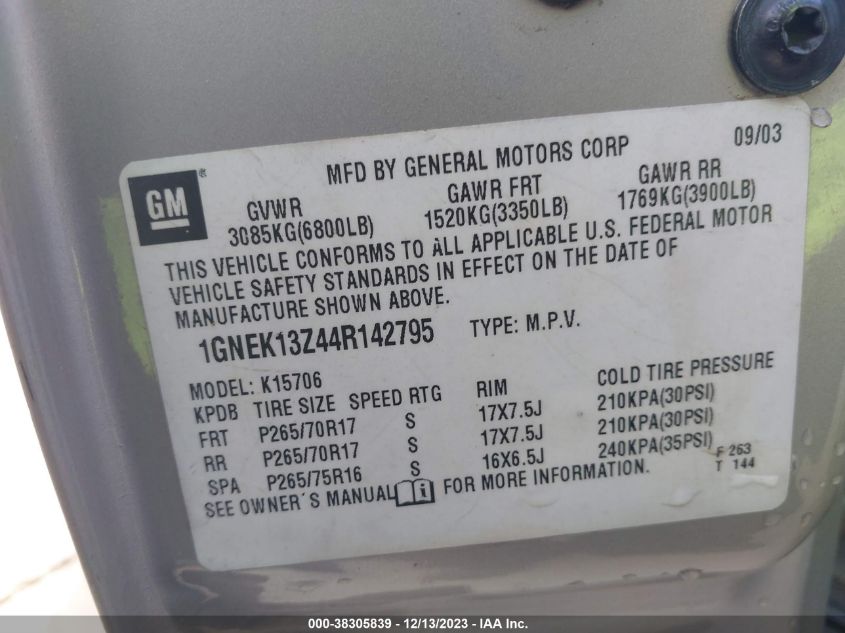 09/03
MFD BY GENERAL MOTORS CORP
GM ®
GVWR GAWR FRT GAWR RR
3085KG(6800LB) 1520KG(3350LB) 1769KG(3900LB)
THIS VEHICLE CONFORMS TO ALL APPLICABLE U.S. FEDERAL MOTOR
VEHICLE SAFETY STANDARDS IN EFFECT ON THE DATE OF
MANUFACTURE SHOWN ABOVE.
1GNEK13Z44R142795 TYPE: M.P.V.
MODEL: K15706
KPDB TIRE SIZE SPEED RTG RIM COLD TIRE PRESSURE
FRT P265/70R17 S 17X7.5J 210KPA(30PSI)
RR P265/70R17 S 17X7.5J 210KPA(30PSI)
SPA P265/75R16 S 16X6.5J 240KPA(35PSI)
F 263
T 144
SEE OWNER'S MANUAL i FOR MORE INFORMATION.
000-38305839 - 12/13/2023 - IAA Inc.